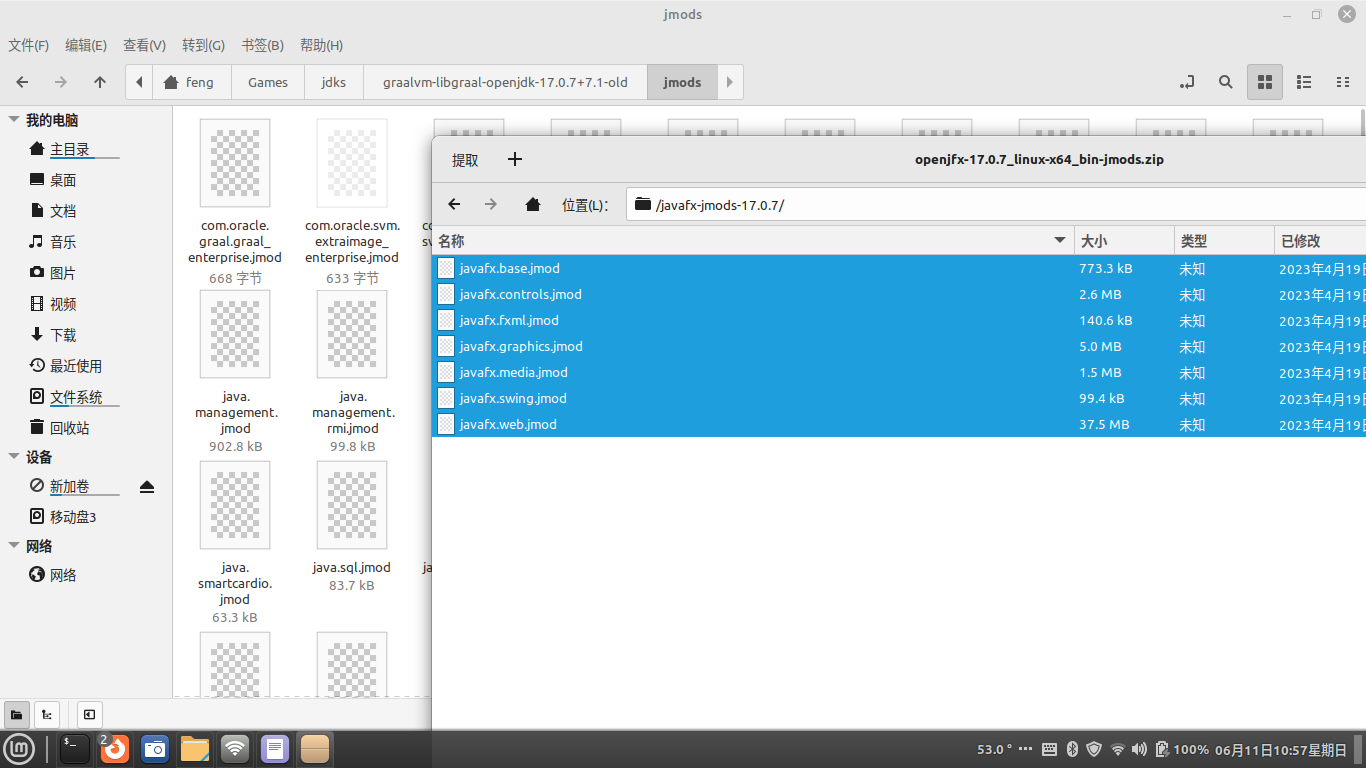 jmods
文件(F) 编辑(E) 查看(V) 转到(G) 书签(B) 帮助(H)
feng Games jdks graalvm-libgraal-openjdk-17.0.7+7.1-old jmods
我的电脑
主目录
桌面
文档
音乐
图片
视频
下载
最近使用
文件系统
回收站
设备
新加卷
移动盘3
网络
网络
com.oracle.
graal.graal_
enterprise.jmod
668 字节
com.oracle.svm.
extraimage_
enterprise.jmod
633 字节
java.
management.
jmod
902.8 kB
java.
management.
rmi.jmod
99.8 kB
java.
smartcardio.
jmod
63.3 kB
java.sql.jmod
83.7 kB
提取
openjfx-17.0.7_linux-x64_bin-jmods.zip
位置(L): /javafx-jmods-17.0.7/
名称 大小 类型 已修改
javafx.base.jmod 773.3 kB 未知 2023年4月19日
javafx.controls.jmod 2.6 MB 未知 2023年4月19日
javafx.fxml.jmod 140.6 kB 未知 2023年4月19日
javafx.graphics.jmod 5.0 MB 未知 2023年4月19日
javafx.media.jmod 1.5 MB 未知 2023年4月19日
javafx.swing.jmod 99.4 kB 未知 2023年4月19日
javafx.web.jmod 37.5 MB 未知 2023年4月19日
2
53.0 ° 100% 06月11日10:57星期日